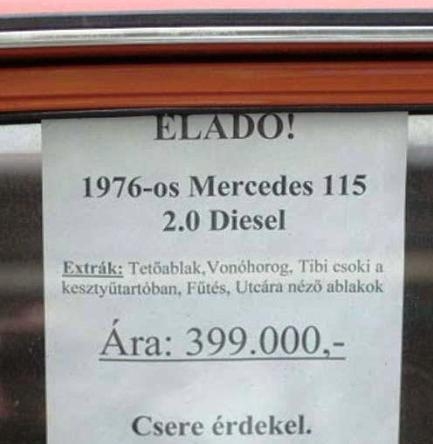 ELADÓ!
1976-os Mercedes 115
2.0 Diesel
Extrák: Tetőablak,Vonóhorog, Tibi csoki a
kesztyűtartóban, Fűtés, Utcára néző ablakok
Ára: 399.000,-
Csere érdekel.